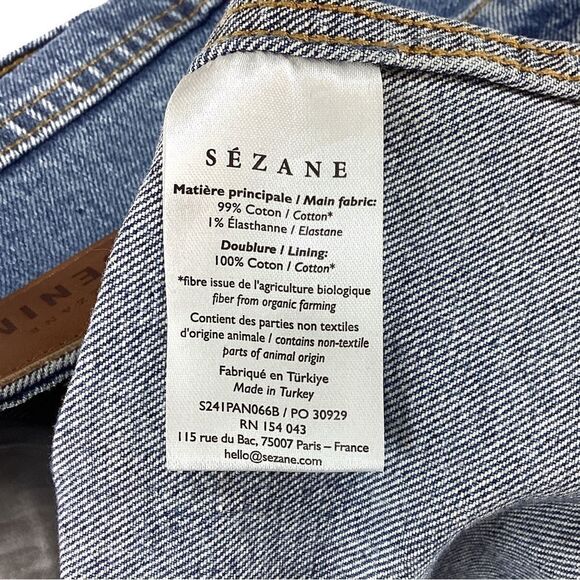 SÉZANE
Matière principale / Main fabric:
99% Coton / Cotton*
1% Élasthanne / Elastane
Doublure / Lining:
100% Coton / Cotton*
*fibre issue de l'agriculture biologique
fiber from organic farming
Contient des parties non textiles
d'origine animale / contains non-textile
parts of animal origin
Fabriqué en Türkiye
Made in Turkey
S241PAN066B / PO 30929
RN 154 043
115 rue du Bac, 75007 Paris – France
hello@sezane.com
SÉZANE